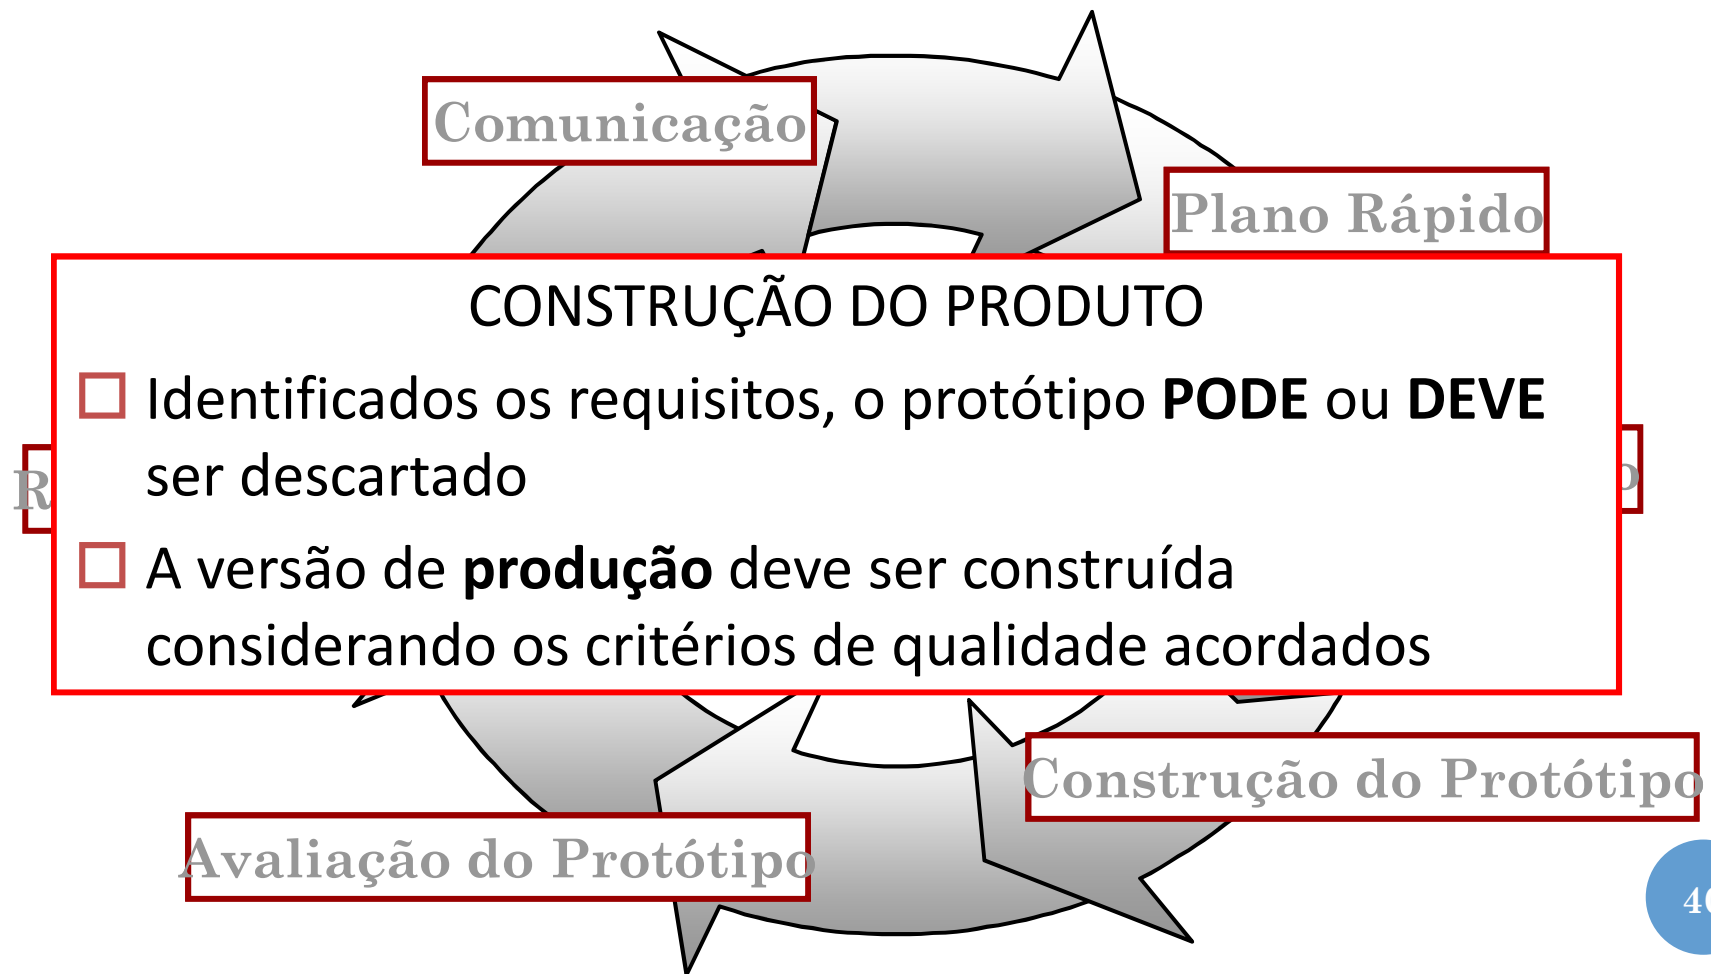 Comunicação
Plano Rápido
CONSTRUÇÃO DO PRODUTO
Identificados os requisitos, o protótipo PODE ou DEVE
ser descartado
A versão de produção deve ser construída
considerando os critérios de qualidade acordados
Construção do Protótipo
Avaliação do Protótipo